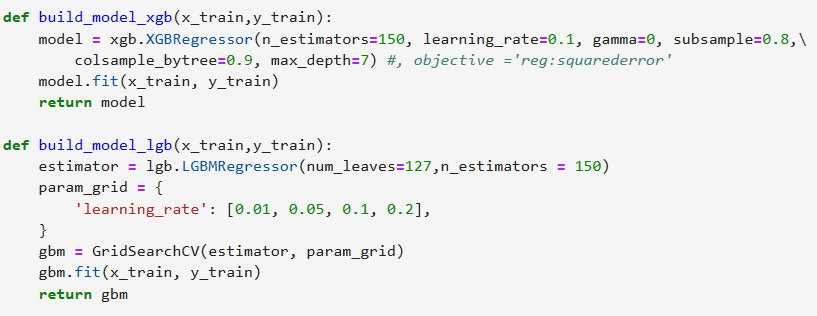 def build_model_xgb(x_train,y_train):
    model = xgb.XGBRegressor(n_estimators=150, learning_rate=0.1, gamma=0, subsample=0.8,\
        colsample_bytree=0.9, max_depth=7) #, objective ='reg:squarederror'
    model.fit(x_train, y_train)
    return model

def build_model_lgb(x_train,y_train):
    estimator = lgb.LGBMRegressor(num_leaves=127,n_estimators = 150)
    param_grid = {
        'learning_rate': [0.01, 0.05, 0.1, 0.2],
    }
    gbm = GridSearchCV(estimator, param_grid)
    gbm.fit(x_train, y_train)
    return gbm